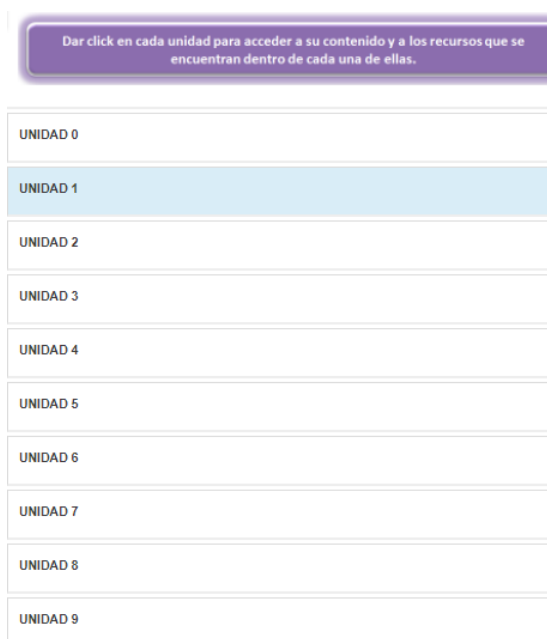 Dar click en cada unidad para acceder a su contenido y a los recursos que se
encuentran dentro de cada una de ellas.
UNIDAD 0
UNIDAD 1
UNIDAD 2
UNIDAD 3
UNIDAD 4
UNIDAD 5
UNIDAD 6
UNIDAD 7
UNIDAD 8
UNIDAD 9